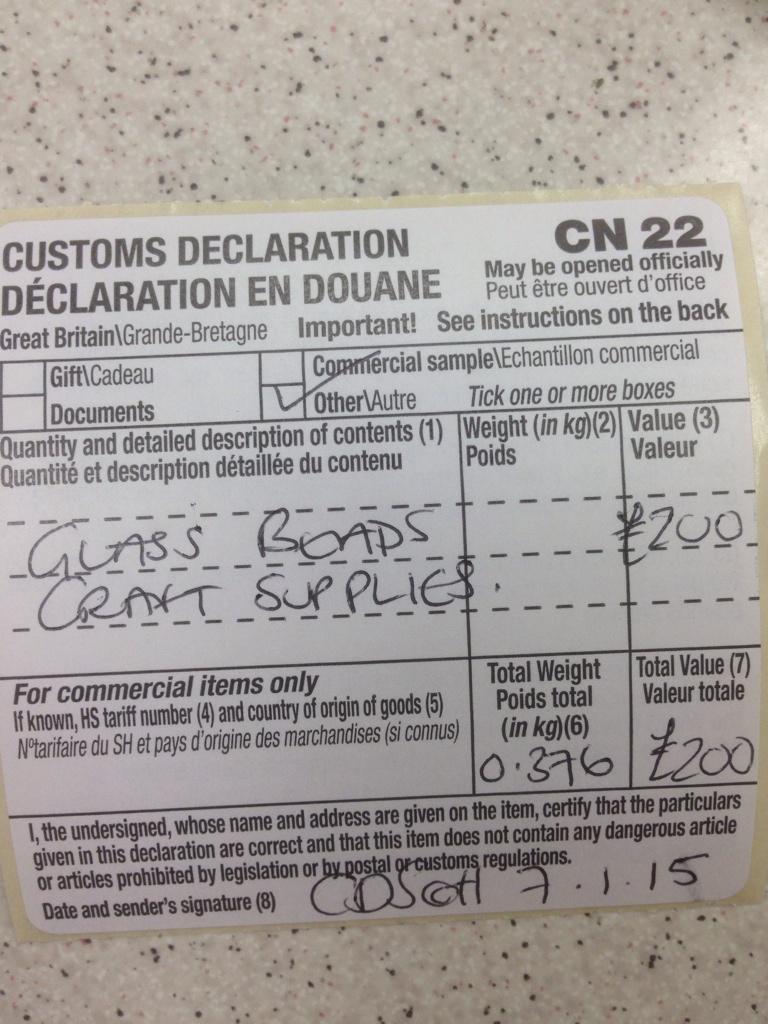 CUSTOMS DECLARATION
DÉCLARATION EN DOUANE
CN 22
May be opened officially
Peut être ouvert d'office
Great Britain\Grande-Bretagne Important! See instructions on the back
Gift\Cadeau
Commercial sample\Echantillon commercial
Documents
Other\Autre
Tick one or more boxes
Quantity and detailed description of contents (1)
Quantité et description détaillée du contenu
Weight (in kg)(2)
Poids
Value (3)
Valeur
GLASS BEADS
£200
CRAFT SUPPLIES.
For commercial items only
If known, HS tariff number (4) and country of origin of goods (5)
Nºtarifaire du SH et pays d'origine des marchandises (si connus)
Total Weight
Poids total
(in kg)(6)
0.376
Total Value (7)
Valeur totale
£200
I, the undersigned, whose name and address are given on the item, certify that the particulars
given in this declaration are correct and that this item does not contain any dangerous article
or articles prohibited by legislation or by postal or customs regulations.
Date and sender's signature (8) 7.1.15